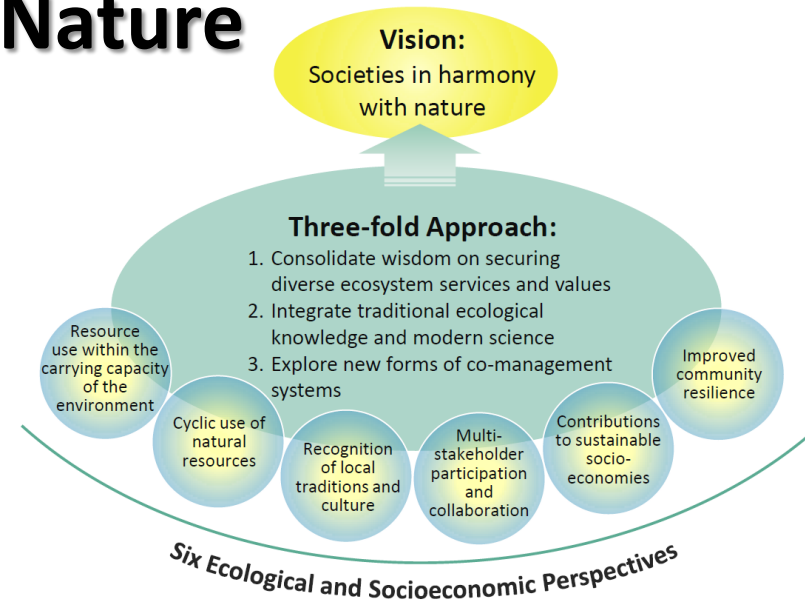 Nature
Vision:
Societies in harmony
with nature
Three-fold Approach:
1. Consolidate wisdom on securing
diverse ecosystem services and values
2. Integrate traditional ecological
knowledge and modern science
3. Explore new forms of co-management
systems
Resource
use within the
carrying capacity
of the
environment
Cyclic use of
natural
resources
Recognition
of local
traditions and
culture
Multi-
stakeholder
participation
and
collaboration
Contributions
to sustainable
socio-
economies
Improved
community
resilience
Six Ecological and Socioeconomic Perspectives